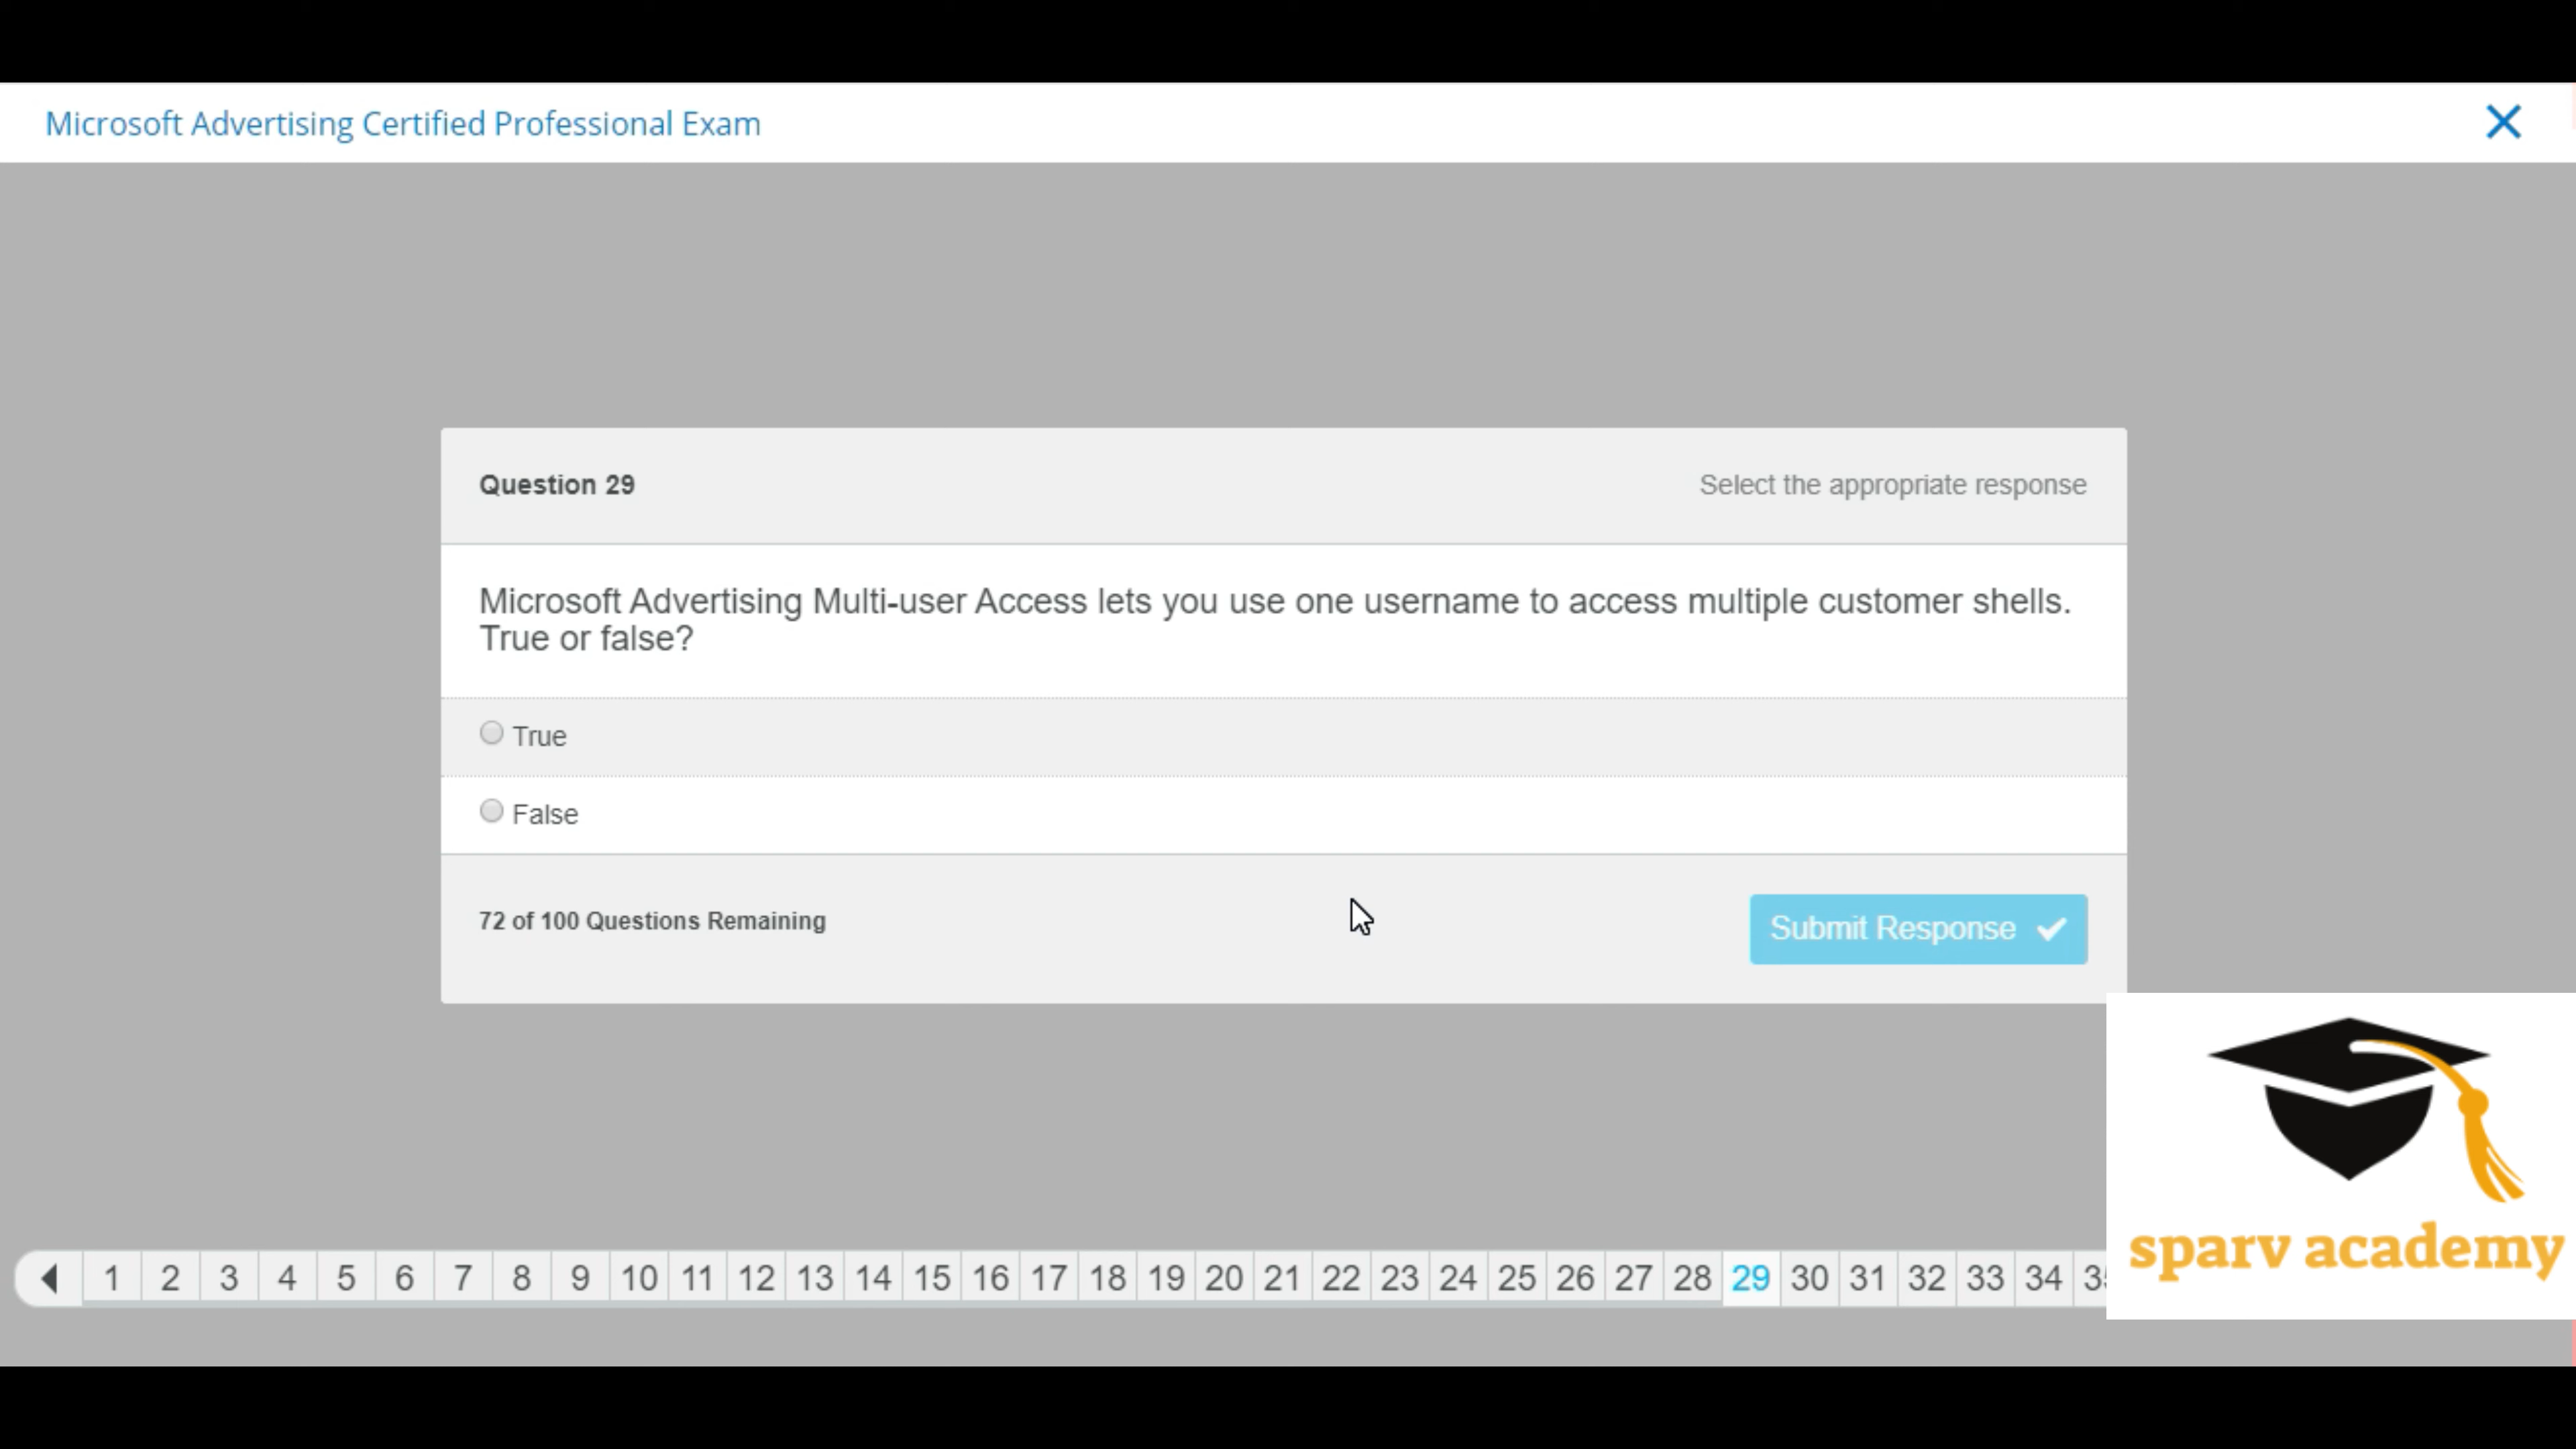 Microsoft Advertising Certified Professional Exam
Question 29
Select the appropriate response
Microsoft Advertising Multi-user Access lets you use one username to access multiple customer shells.
True or false?
True
False
72 of 100 Questions Remaining
Submit Response
1 2 3 4 5 6 7 8 9 10 11 12 13 14 15 16 17 18 19 20 21 22 23 24 25 26 27 28 29 30 31 32 33 34
sparv academy